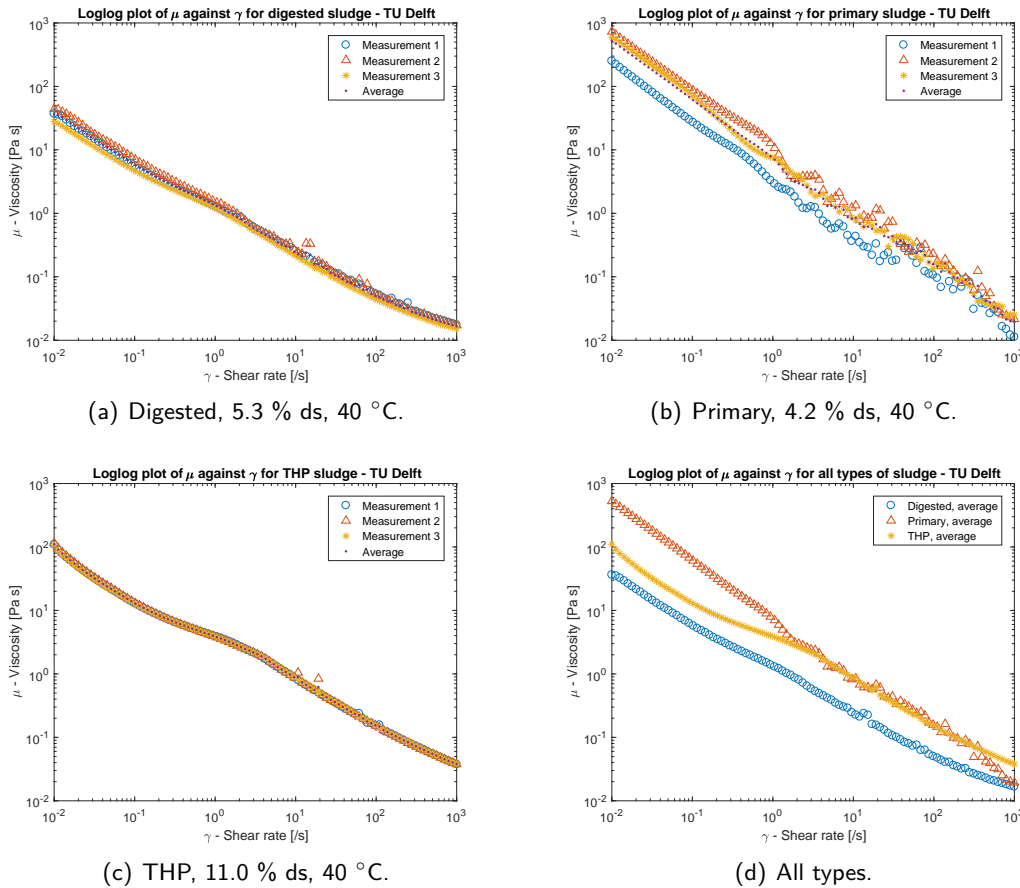 Loglog plot of μ against γ for digested sludge - TU Delft
10^3
10^2
10^1
10^0
10^-1
10^-2
μ - Viscosity [Pa s]
Measurement 1
Measurement 2
Measurement 3
Average
10^-2 10^-1 10^0 10^1 10^2 10^3
γ - Shear rate [/s]
(a) Digested, 5.3 % ds, 40 °C.
Loglog plot of μ against γ for primary sludge - TU Delft
10^3
10^2
10^1
10^0
10^-1
10^-2
μ - Viscosity [Pa s]
Measurement 1
Measurement 2
Measurement 3
Average
10^-2 10^-1 10^0 10^1 10^2 10^3
γ - Shear rate [/s]
(b) Primary, 4.2 % ds, 40 °C.
Loglog plot of μ against γ for THP sludge - TU Delft
10^3
10^2
10^1
10^0
10^-1
10^-2
μ - Viscosity [Pa s]
Measurement 1
Measurement 2
Measurement 3
Average
10^-2 10^-1 10^0 10^1 10^2 10^3
γ - Shear rate [/s]
(c) THP, 11.0 % ds, 40 °C.
Loglog plot of μ against γ for all types of sludge - TU Delft
10^3
10^2
10^1
10^0
10^-1
10^-2
μ - Viscosity [Pa s]
Digested, average
Primary, average
THP, average
10^-2 10^-1 10^0 10^1 10^2 10^3
γ - Shear rate [/s]
(d) All types.